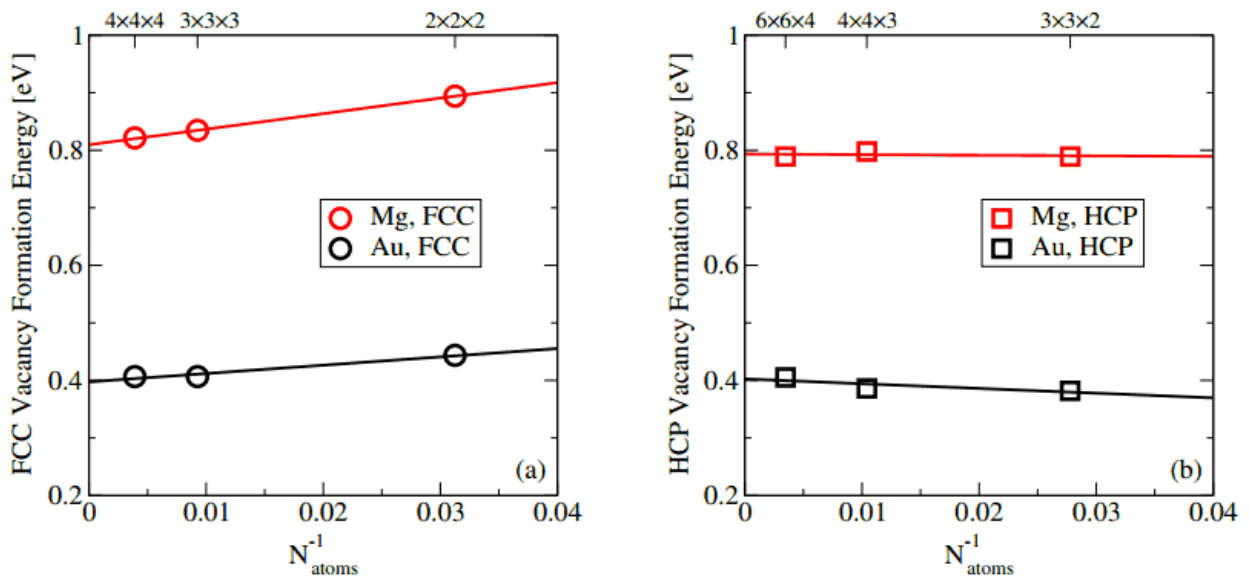 4×4×4 3×3×3 2×2×2
FCC Vacancy Formation Energy [eV]
1
0.8
0.6
0.4
0.2
Mg, FCC
Au, FCC
(a)
0 0.01 0.02 0.03 0.04
N⁻¹atoms
6×6×4 4×4×3 3×3×2
HCP Vacancy Formation Energy [eV]
1
0.8
0.6
0.4
0.2
Mg, HCP
Au, HCP
(b)
0 0.01 0.02 0.03 0.04
N⁻¹atoms